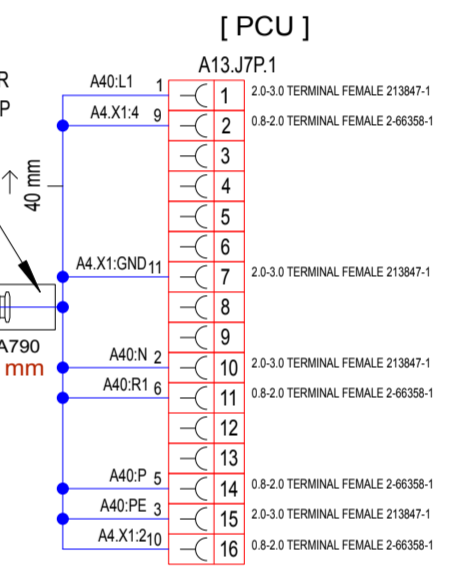 [ PCU ]
A13.J7P.1
R
P
40 mm
A40:L1 1 1 2.0-3.0 TERMINAL FEMALE 213847-1
A4.X1:4 9 2 0.8-2.0 TERMINAL FEMALE 2-66358-1
3
4
5
6
A4.X1:GND 11 7 2.0-3.0 TERMINAL FEMALE 213847-1
8
9
A790
mm
A40:N 2 10 2.0-3.0 TERMINAL FEMALE 213847-1
A40:R1 6 11 0.8-2.0 TERMINAL FEMALE 2-66358-1
12
13
A40:P 5 14 0.8-2.0 TERMINAL FEMALE 2-66358-1
A40:PE 3 15 2.0-3.0 TERMINAL FEMALE 213847-1
A4.X1:2 10 16 0.8-2.0 TERMINAL FEMALE 2-66358-1